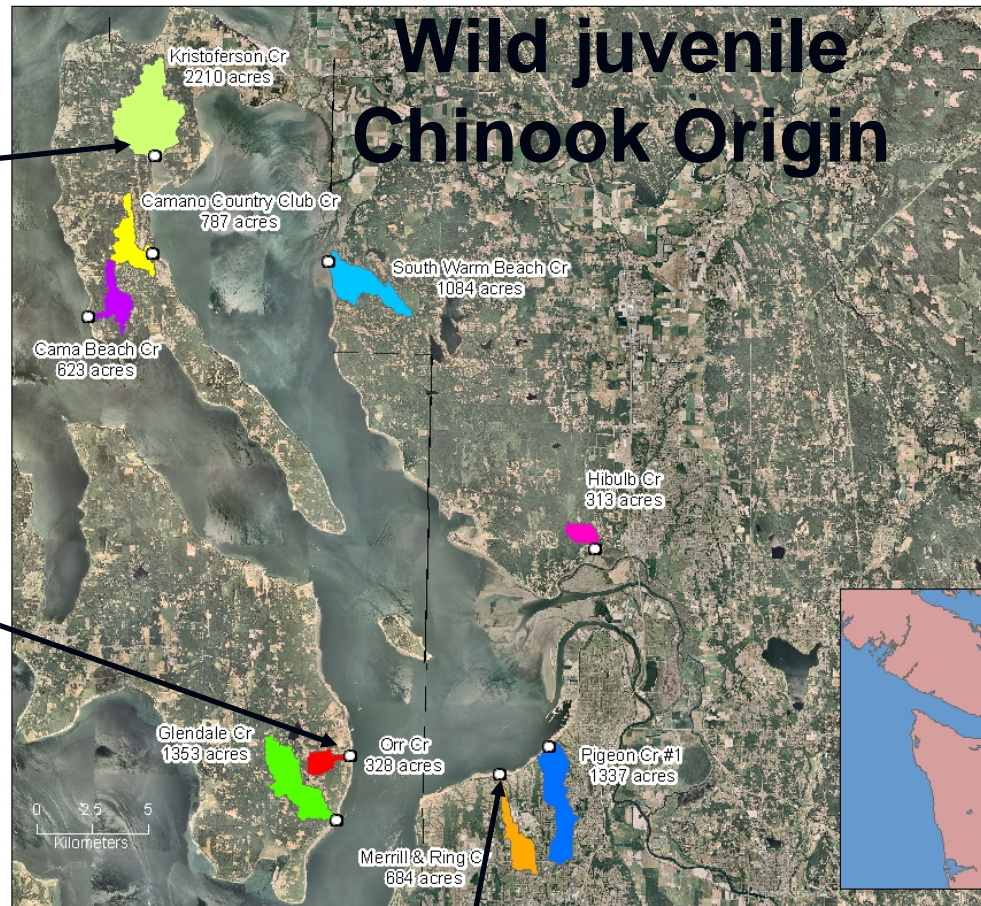 Wild juvenile
Chinook Origin
Kristoferson Cr
2210 acres
Camano Country Club Cr
787 acres
South Warm Beach Cr
1084 acres
Cama Beach Cr
623 acres
Hibulb Cr
313 acres
Glendale Cr
1353 acres
Orr Cr
328 acres
Pigeon Cr #1
1337 acres
Merrill & Ring Cr
684 acres
0 2.5 5
Kilometers